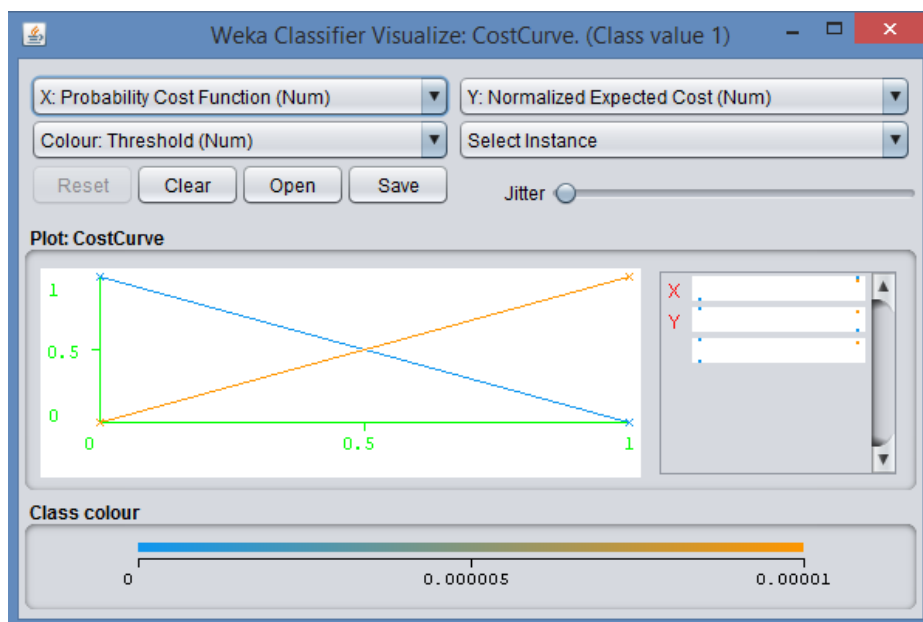 Weka Classifier Visualize: CostCurve. (Class value 1)
X: Probability Cost Function (Num)
Y: Normalized Expected Cost (Num)
Colour: Threshold (Num)
Select Instance
Reset
Clear
Open
Save
Jitter
Plot: CostCurve
1
0.5
0
0
0.5
1
X
Y
Class colour
0
0.000005
0.00001